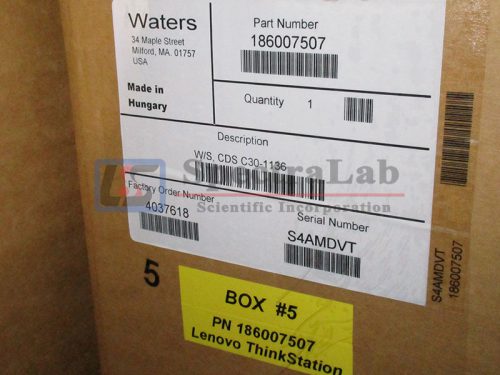 Waters
34 Maple Street
Milford, MA. 01757
USA
Made in
Hungary
Part Number
186007507
Quantity 1
Description
W/S, CDS C30-1136
Factory Order Number
4037618
Serial Number
S4AMDVT
SpectraLab
Scientific Incorporation
S4AMDVT
186007507
5
BOX #5
PN 186007507
Lenovo ThinkStation